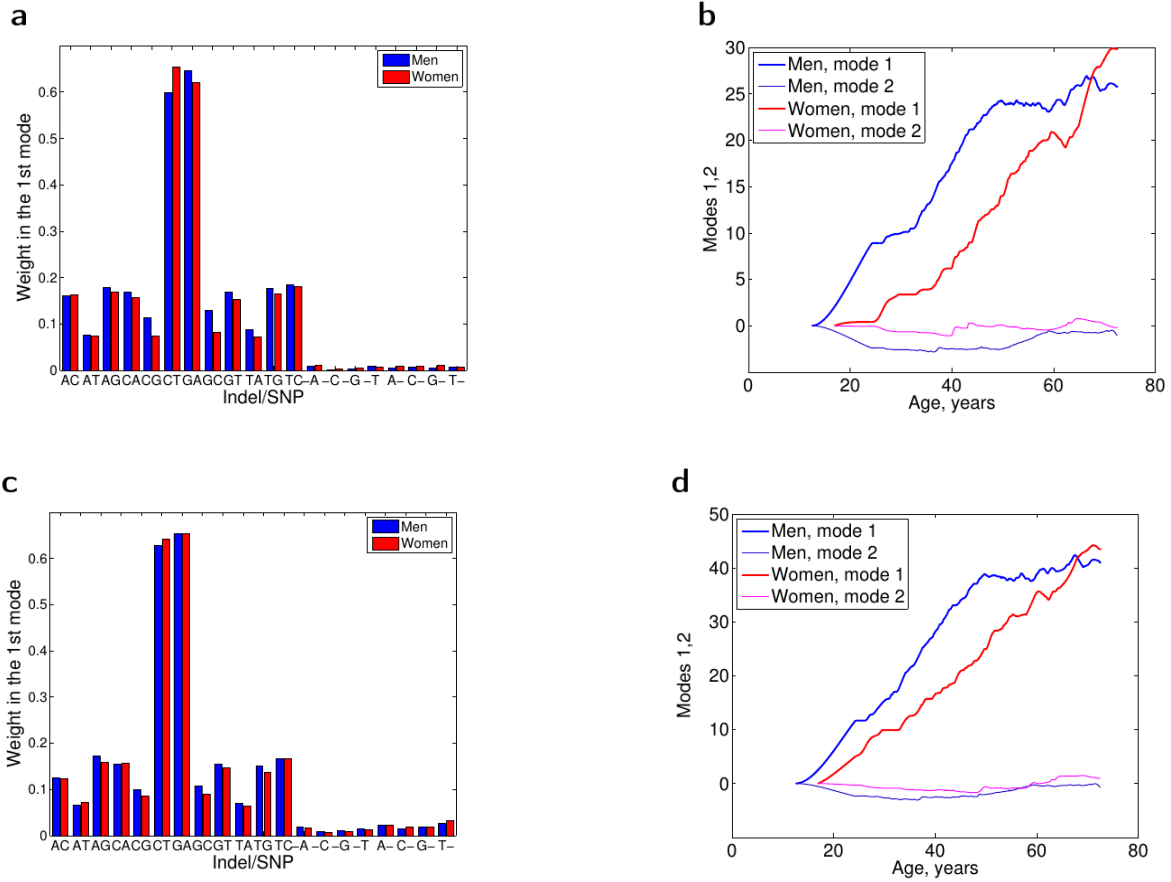 a
Weight in the 1st mode
0.6
0.5
0.4
0.3
0.2
0.1
0
Men
Women
AC AT AG CA CG CT GA GC GT TA TG TC –A –C –G –T A– C– G– T–
Indel/SNP
b
Modes 1,2
30
25
20
15
10
5
0
Men, mode 1
Men, mode 2
Women, mode 1
Women, mode 2
0 20 40 60 80
Age, years
c
Weight in the 1st mode
0.6
0.5
0.4
0.3
0.2
0.1
0
Men
Women
AC AT AG CA CG CT GA GC GT TA TG TC –A –C –G –T A– C– G– T–
Indel/SNP
d
Modes 1,2
50
40
30
20
10
0
Men, mode 1
Men, mode 2
Women, mode 1
Women, mode 2
0 20 40 60 80
Age, years